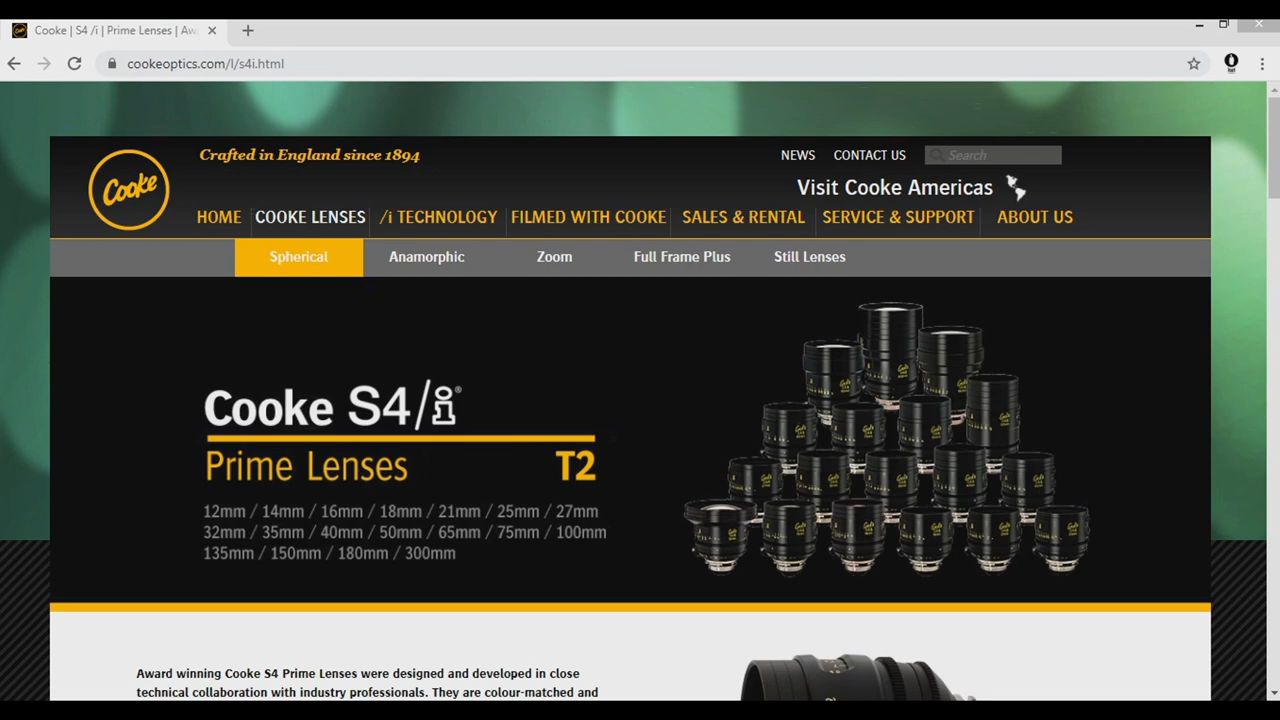 Cooke | S4 /i | Prime Lenses | Aw
cookeoptics.com/l/s4i.html
Crafted in England since 1894
NEWS CONTACT US Search
Cooke
Visit Cooke Americas
HOME COOKE LENSES /i TECHNOLOGY FILMED WITH COOKE SALES & RENTAL SERVICE & SUPPORT ABOUT US
Spherical Anamorphic Zoom Full Frame Plus Still Lenses
Cooke S4/i®
Prime Lenses T2
12mm / 14mm / 16mm / 18mm / 21mm / 25mm / 27mm
32mm / 35mm / 40mm / 50mm / 65mm / 75mm / 100mm
135mm / 150mm / 180mm / 300mm
Award winning Cooke S4 Prime Lenses were designed and developed in close
technical collaboration with industry professionals. They are colour-matched and